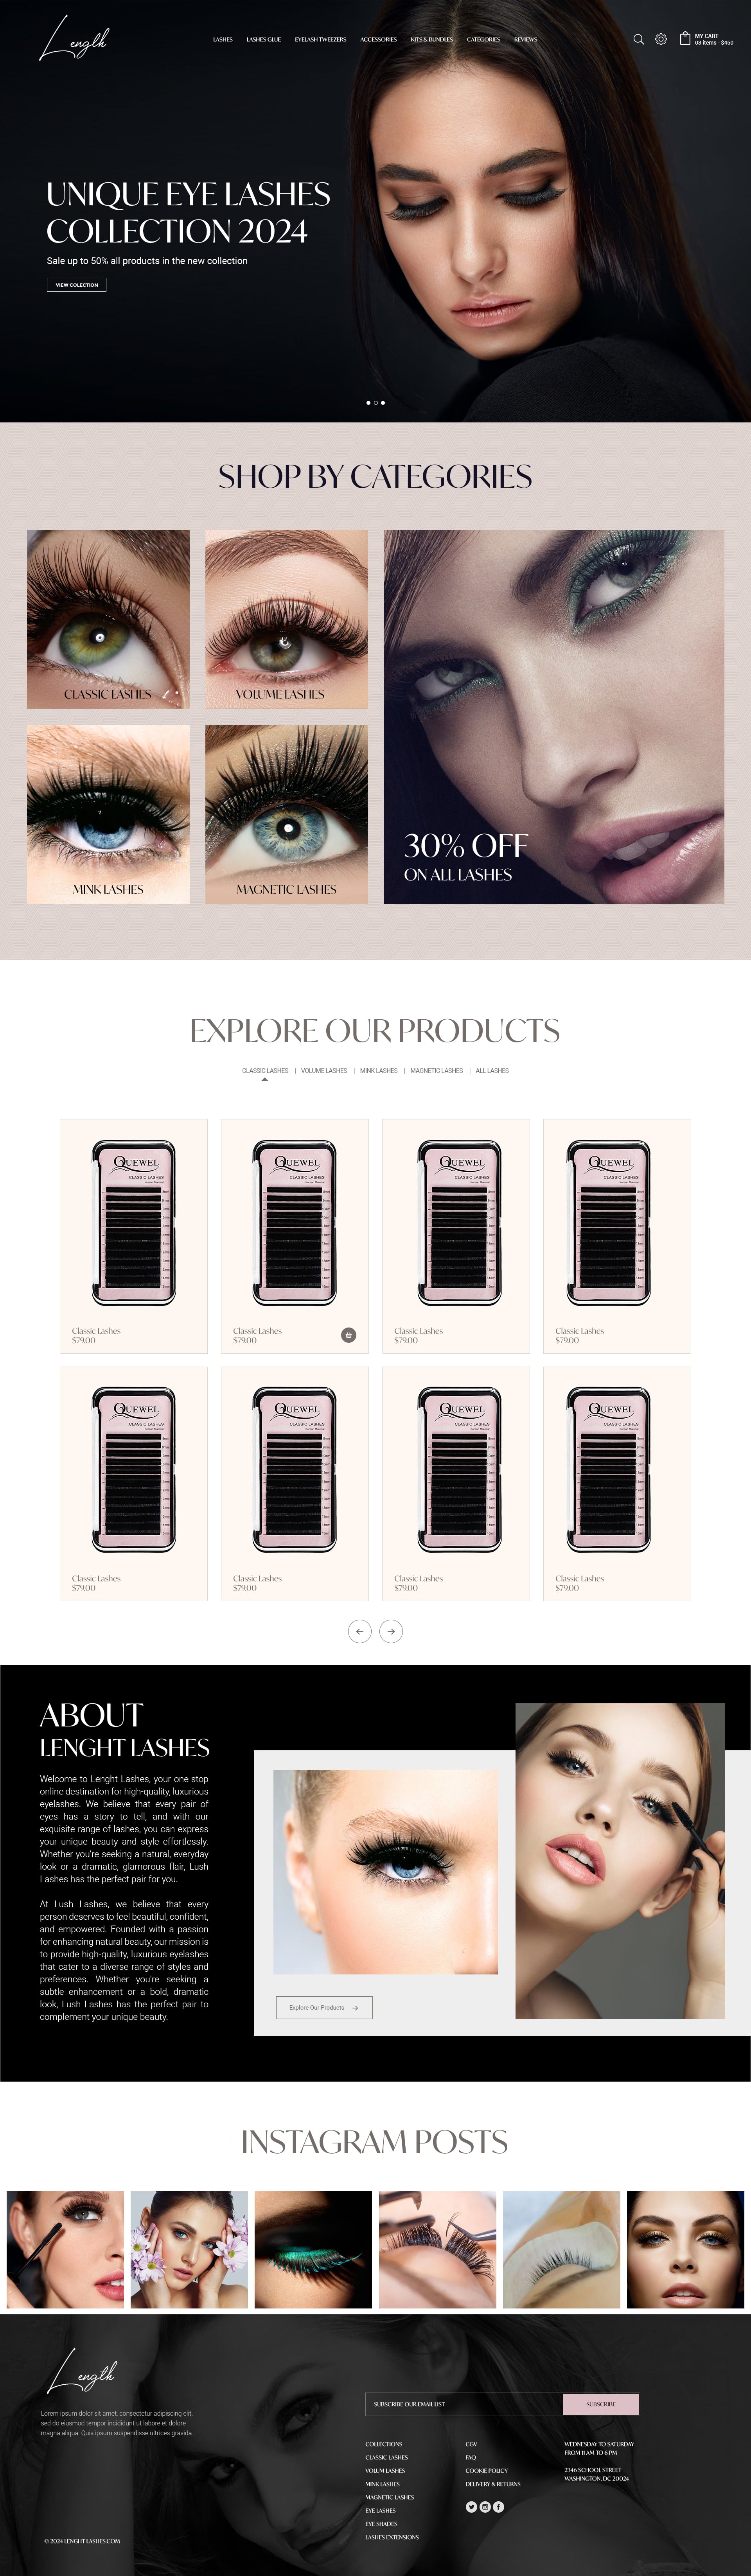 Length
LASHES LASHES GLUE EYELASH TWEEZERS ACCESSORIES KITS & BUNDLES CATEGORIES REVIEWS
MY CART
03 items - $450
UNIQUE EYE LASHES
COLLECTION 2024
Sale up to 50% all products in the new collection
VIEW COLECTION
SHOP BY CATEGORIES
CLASSIC LASHES
VOLUME LASHES
MINK LASHES
MAGNETIC LASHES
30% OFF
ON ALL LASHES
EXPLORE OUR PRODUCTS
CLASSIC LASHES | VOLUME LASHES | MINK LASHES | MAGNETIC LASHES | ALL LASHES
QUEWEL
CLASSIC LASHES
QUEWEL
CLASSIC LASHES
QUEWEL
CLASSIC LASHES
QUEWEL
CLASSIC LASHES
Classic Lashes
$79.00
Classic Lashes
$79.00
Classic Lashes
$79.00
Classic Lashes
$79.00
QUEWEL
CLASSIC LASHES
QUEWEL
CLASSIC LASHES
QUEWEL
CLASSIC LASHES
QUEWEL
CLASSIC LASHES
Classic Lashes
$79.00
Classic Lashes
$79.00
Classic Lashes
$79.00
Classic Lashes
$79.00
ABOUT
LENGHT LASHES
Welcome to Lenght Lashes, your one-stop
online destination for high-quality, luxurious
eyelashes. We believe that every pair of
eyes has a story to tell, and with our
exquisite range of lashes, you can express
your unique beauty and style effortlessly.
Whether you're seeking a natural, everyday
look or a dramatic, glamorous flair, Lush
Lashes has the perfect pair for you.
At Lush Lashes, we believe that every
person deserves to feel beautiful, confident,
and empowered. Founded with a passion
for enhancing natural beauty, our mission is
to provide high-quality, luxurious eyelashes
that cater to a diverse range of styles and
preferences. Whether you're seeking a
subtle enhancement or a bold, dramatic
look, Lush Lashes has the perfect pair to
complement your unique beauty.
Explore Our Products
INSTAGRAM POSTS
Length
Lorem ipsum dolor sit amet, consectetur adipiscing elit,
sed do eiusmod tempor incididunt ut labore et dolore
magna aliqua. Quis ipsum suspendisse ultrices gravida.
© 2024 LENGHT LASHES.COM
SUBSCRIBE OUR EMAIL LIST
SUBSCRIBE
COLLECTIONS
CLASSIC LASHES
VOLUM LASHES
MINK LASHES
MAGNETIC LASHES
EYE LASHES
EYE SHADES
LASHES EXTENSIONS
CGV
FAQ
COOKIE POLICY
DELIVERY & RETURNS
WEDNESDAY TO SATURDAY
FROM 11 AM TO 6 PM
2346 SCHOOL STREET
WASHINGTON, DC 20024